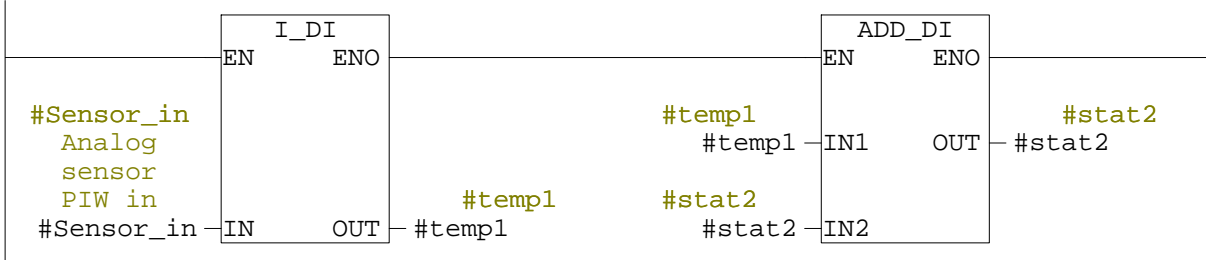 I_DI
EN ENO
#Sensor_in
Analog
sensor
PIW in
#Sensor_in IN OUT #temp1
#temp1
ADD_DI
EN ENO
#temp1
#temp1 IN1 OUT #stat2
#stat2
#stat2
#stat2 IN2